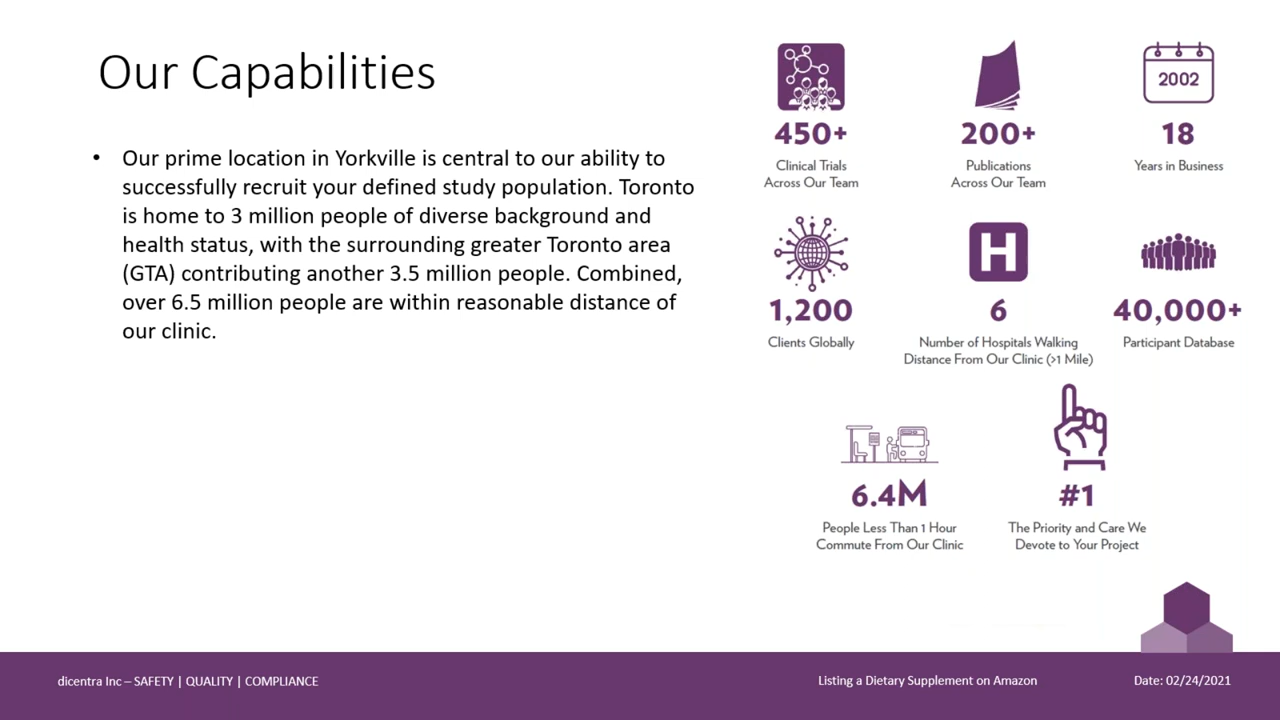 Our Capabilities
• Our prime location in Yorkville is central to our ability to
successfully recruit your defined study population. Toronto
is home to 3 million people of diverse background and
health status, with the surrounding greater Toronto area
(GTA) contributing another 3.5 million people. Combined,
over 6.5 million people are within reasonable distance of
our clinic.
450+
Clinical Trials
Across Our Team
200+
Publications
Across Our Team
2002
18
Years in Business
1,200
Clients Globally
H
6
Number of Hospitals Walking
Distance From Our Clinic (>1 Mile)
40,000+
Participant Database
6.4M
People Less Than 1 Hour
Commute From Our Clinic
#1
The Priority and Care We
Devote to Your Project
dicentra Inc – SAFETY | QUALITY | COMPLIANCE
Listing a Dietary Supplement on Amazon
Date: 02/24/2021